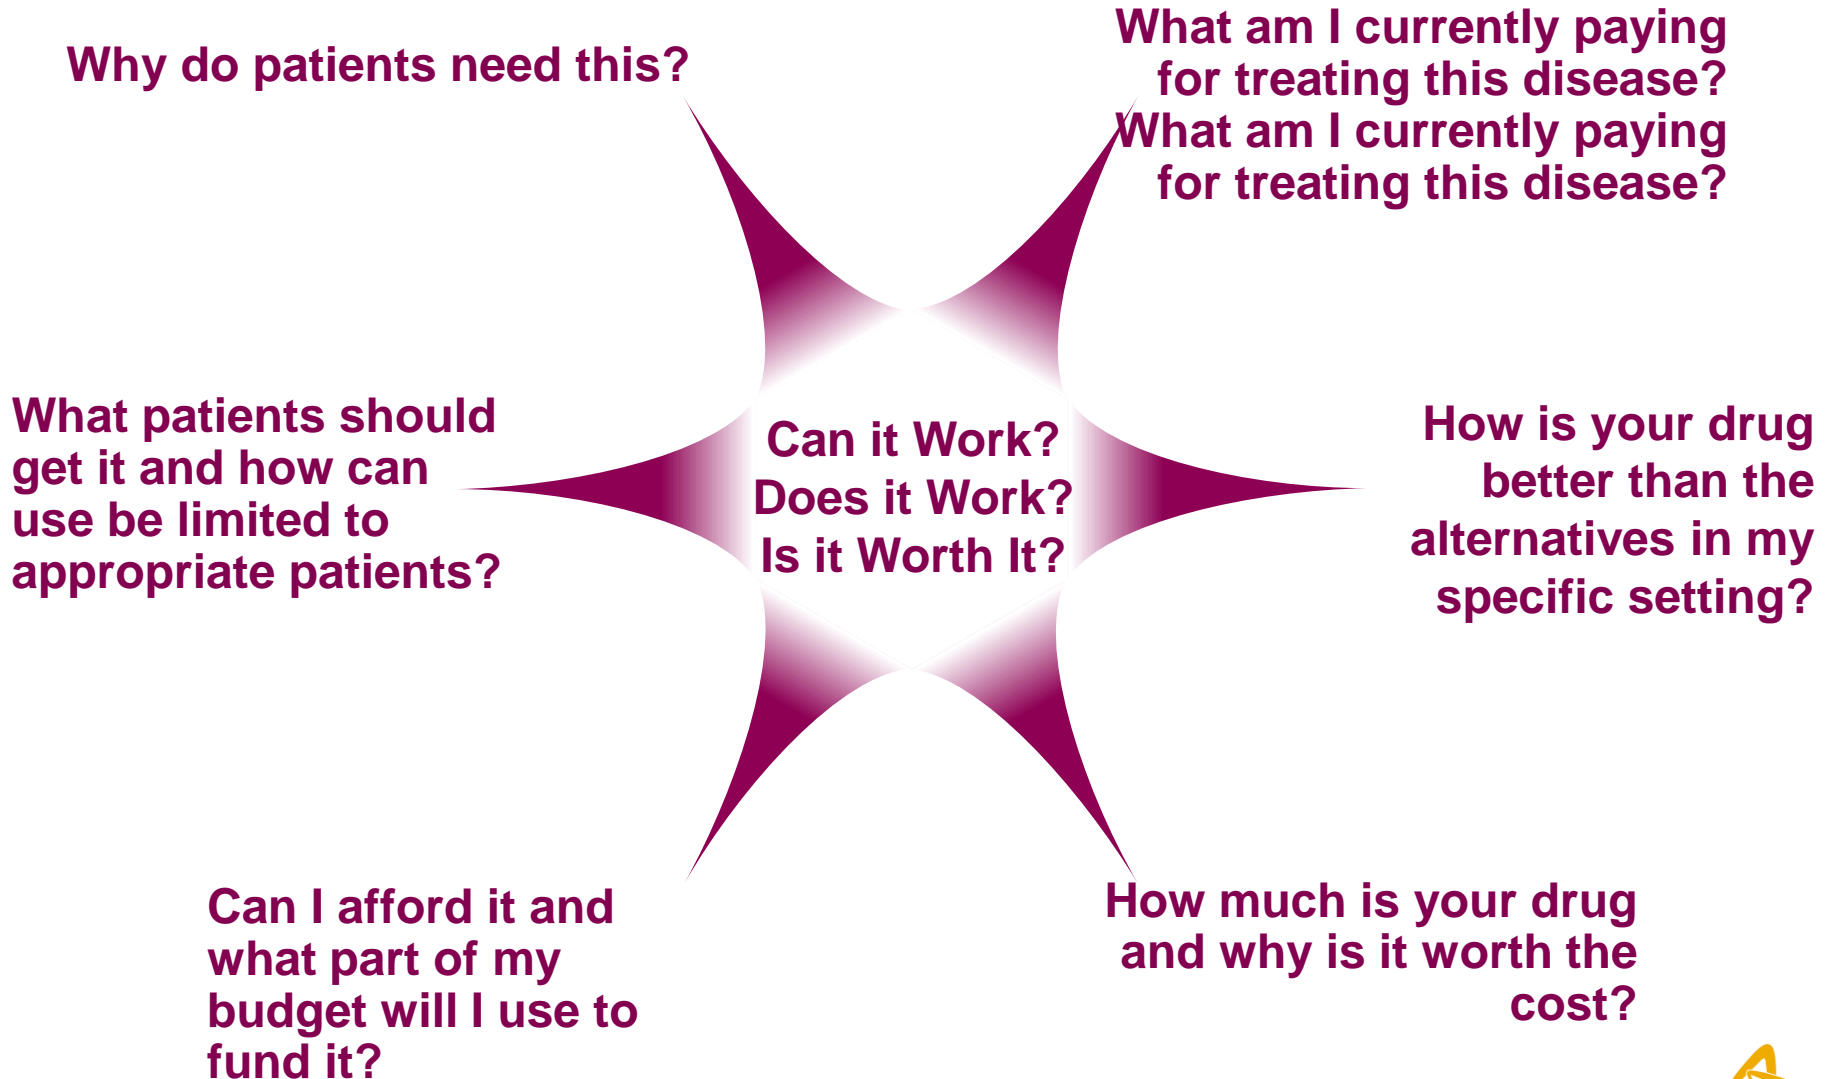 Why do patients need this?
What am I currently paying
for treating this disease?
What am I currently paying
for treating this disease?
What patients should
get it and how can
use be limited to
appropriate patients?
Can it Work?
Does it Work?
Is it Worth It?
How is your drug
better than the
alternatives in my
specific setting?
Can I afford it and
what part of my
budget will I use to
fund it?
How much is your drug
and why is it worth the
cost?